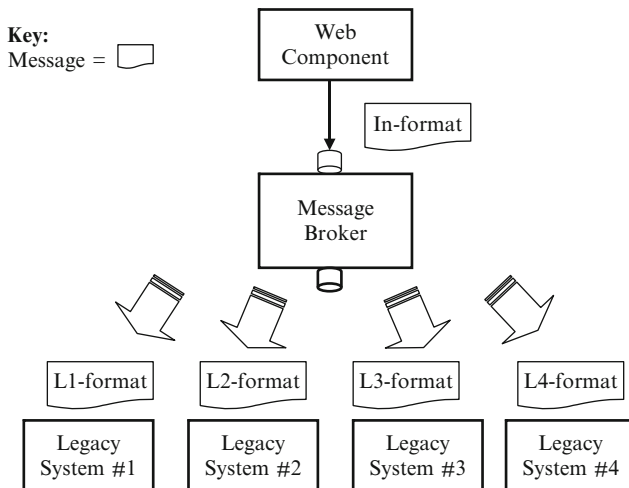 Key:
Message =
Web
Component
In-format
Message
Broker
L1-format
L2-format
L3-format
L4-format
Legacy
System #1
Legacy
System #2
Legacy
System #3
Legacy
System #4